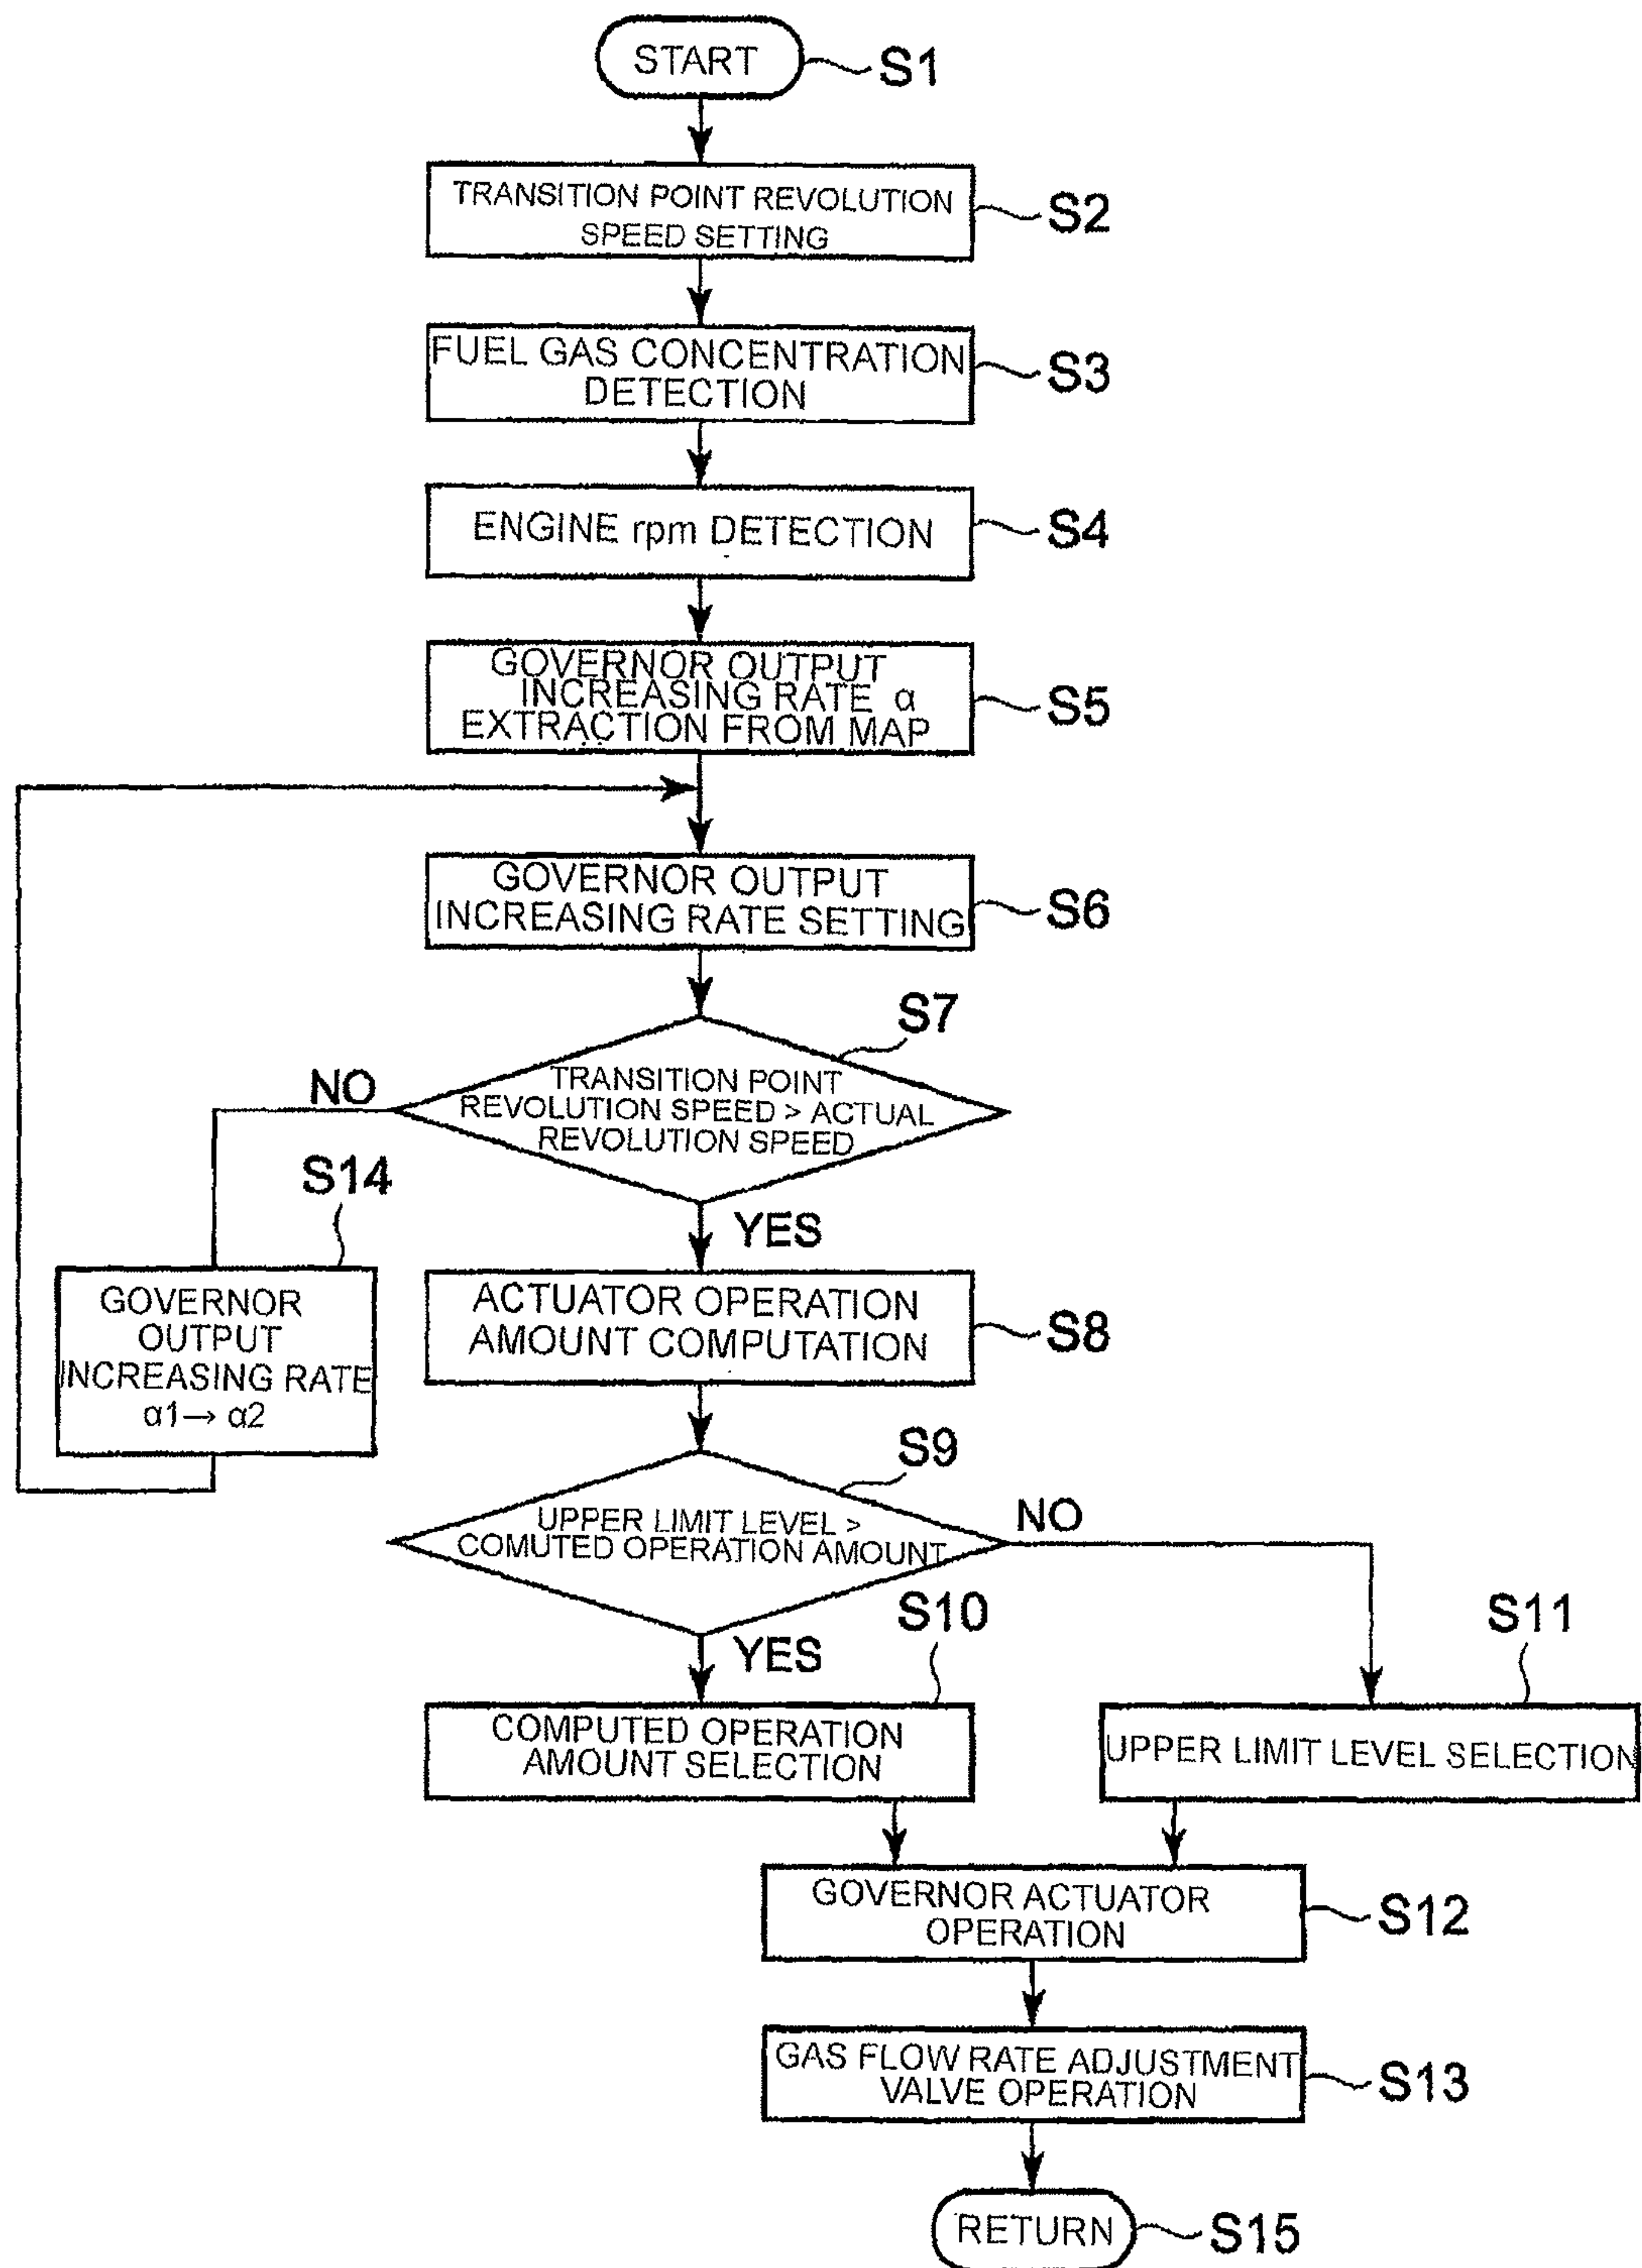 START
S1
TRANSITION POINT REVOLUTION
SPEED SETTING
S2
FUEL GAS CONCENTRATION
DETECTION
S3
ENGINE rpm DETECTION
S4
GOVERNOR OUTPUT
INCREASING RATE α
EXTRACTION FROM MAP
S5
GOVERNOR OUTPUT
INCREASING RATE SETTING
S6
S7
TRANSITION POINT
REVOLUTION SPEED > ACTUAL
REVOLUTION SPEED
NO
YES
S14
GOVERNOR
OUTPUT
INCREASING RATE
α1→ α2
ACTUATOR OPERATION
AMOUNT COMPUTATION
S8
S9
UPPER LIMIT LEVEL >
COMUTED OPERATION AMOUNT
NO
YES
S10
COMPUTED OPERATION
AMOUNT SELECTION
S11
UPPER LIMIT LEVEL SELECTION
GOVERNOR ACTUATOR
OPERATION
S12
GAS FLOW RATE ADJUSTMENT
VALVE OPERATION
S13
RETURN
S15